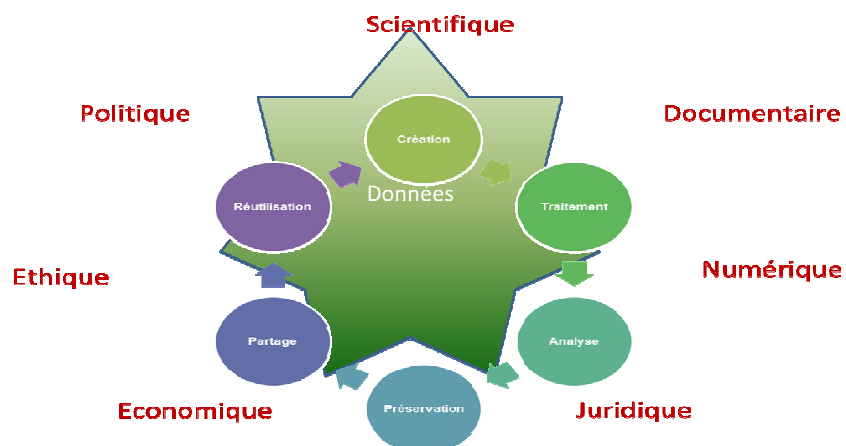 Scientifique
Politique
Documentaire
Création
Données
Réutilisation
Traitement
Ethique
Numérique
Partage
Analyse
Economique
Préservation
Juridique